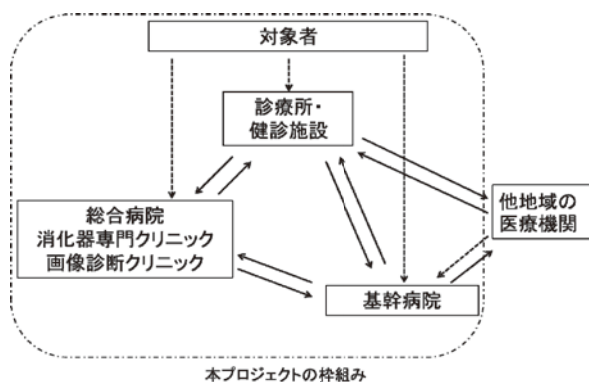 対象者
診療所・
健診施設
総合病院
消化器専門クリニック
画像診断クリニック
他地域の
医療機関
基幹病院
本プロジェクトの枠組み